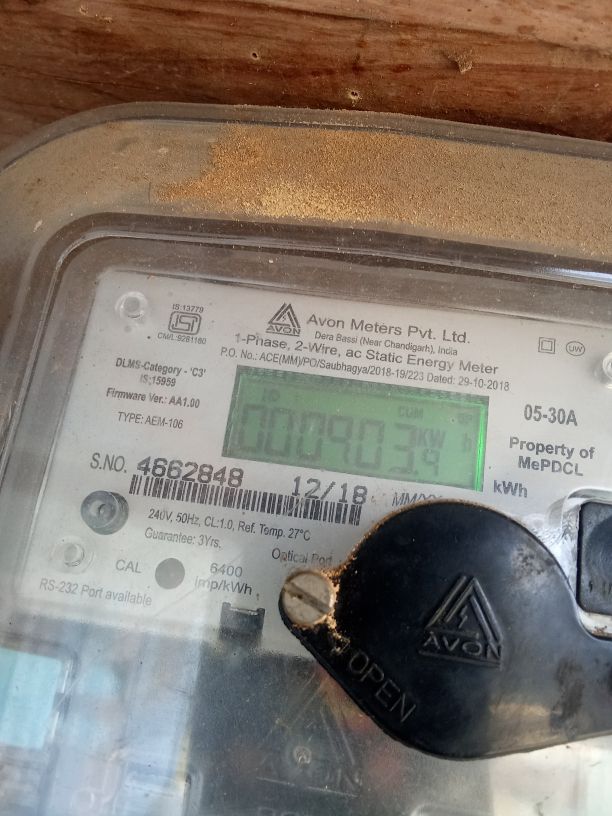 IS:13779
CM/L:9281160
AVON
Avon Meters Pvt. Ltd.
Dera Bassi (Near Chandigarh), India
1-Phase, 2-Wire, ac Static Energy Meter
P.O. No.: ACE(MM)/PO/Saubhagya/2018-19/223 Dated: 29-10-2018
UW
DLMS-Category - 'C3'
IS:15959
Firmware Ver.: AA1.00
TYPE: AEM-106
CUM
KW
05-30A
Property of
MePDCL
kWh
S.NO. 4662848 12/18
240V, 50Hz, CL:1.0, Ref. Temp. 27°C
Guarantee: 3Yrs.
Optical Port
CAL
6400
imp/kWh
RS-232 Port available
AVON
OPEN
AVON